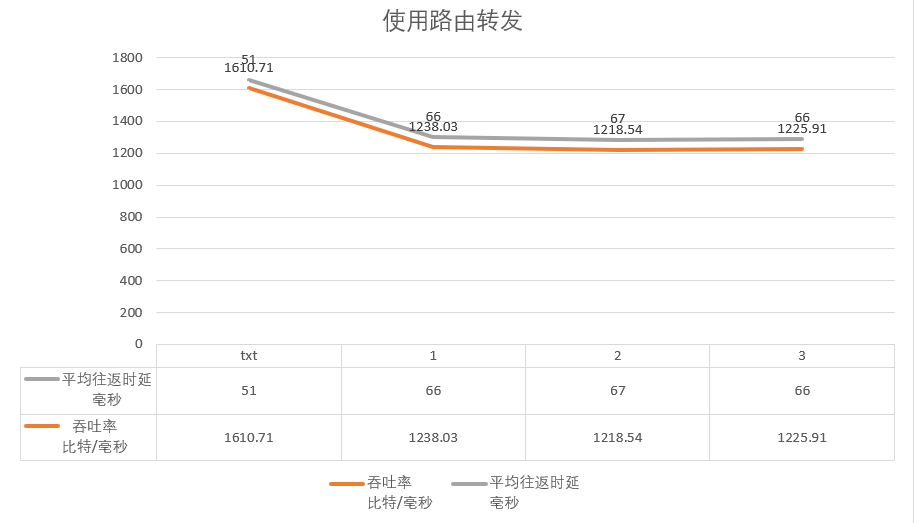 使用路由转发
1800
1600
1400
1200
1000
800
600
400
200
0
51
1610.71
66
1238.03
67
1218.54
66
1225.91
txt 1 2 3
平均往返时延
毫秒
51 66 67 66
吞吐率
比特/毫秒
1610.71 1238.03 1218.54 1225.91
吞吐率
比特/毫秒
平均往返时延
毫秒